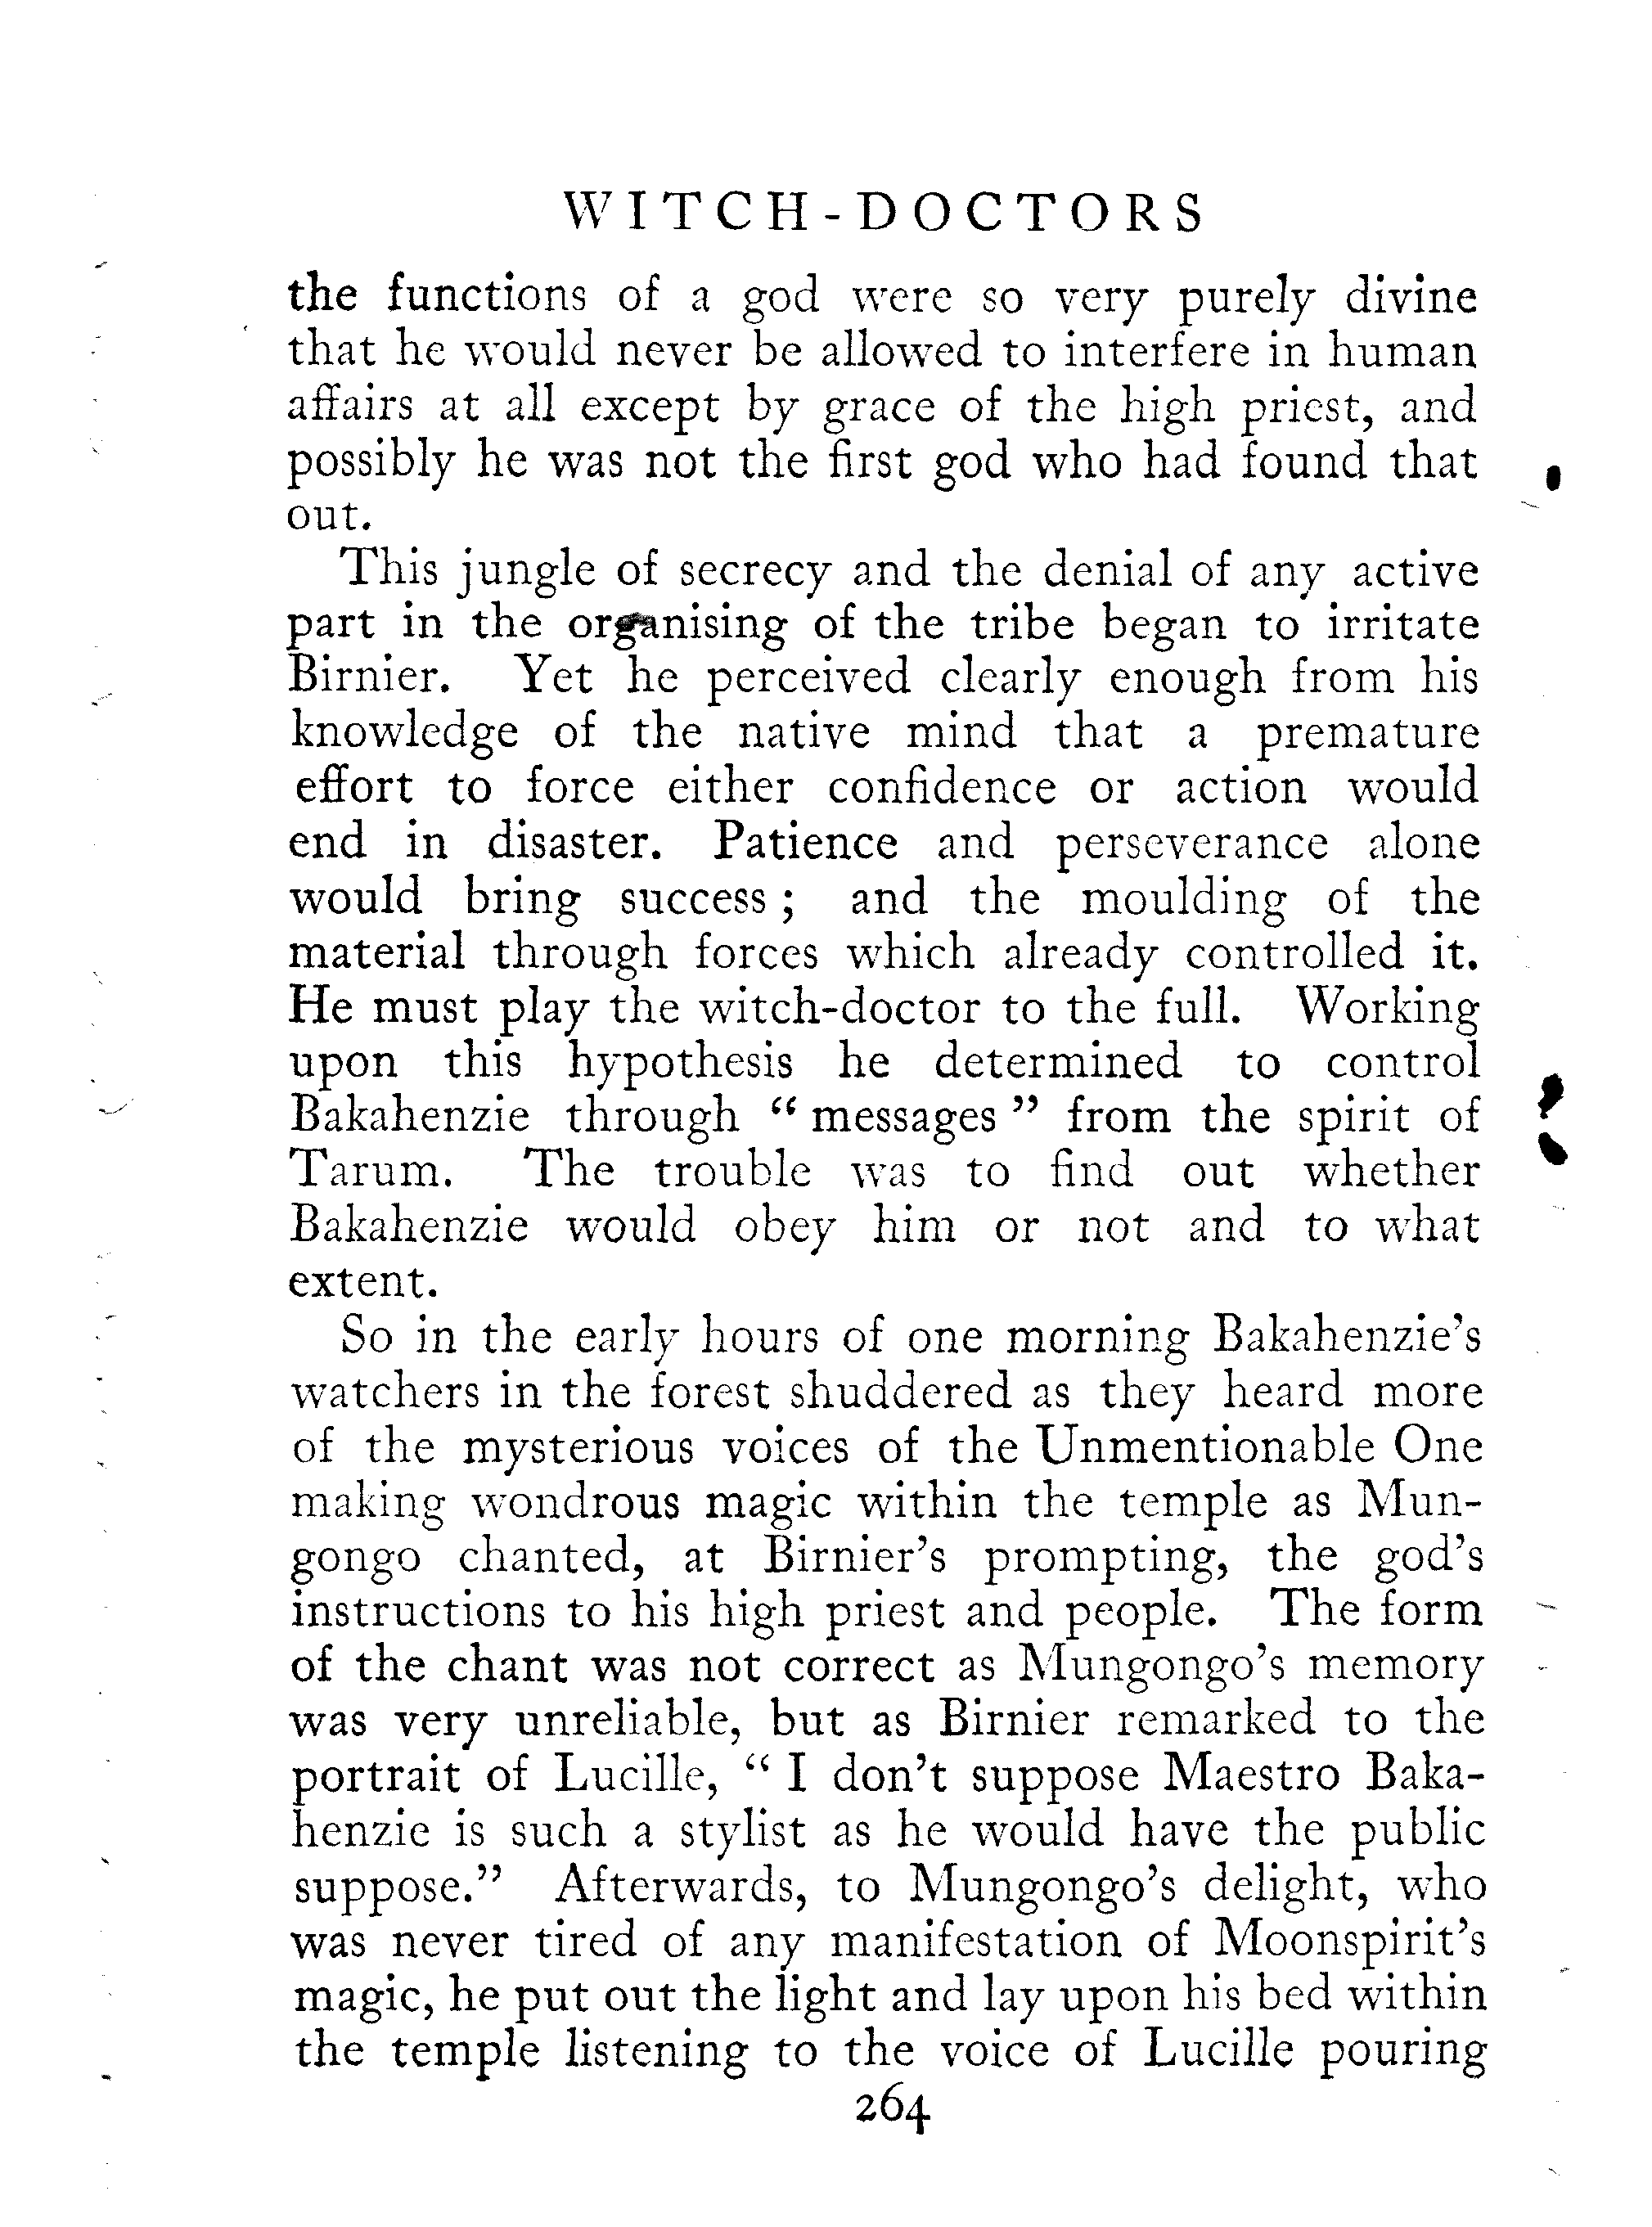 WITCH-DOCTORS
the functions of a god were so very purely divine
that he would never be allowed to interfere in human
affairs at all except by grace of the high priest, and
possibly he was not the first god who had found that
out.
This jungle of secrecy and the denial of any active
part in the organising of the tribe began to irritate
Birnier. Yet he perceived clearly enough from his
knowledge of the native mind that a premature
effort to force either confidence or action would
end in disaster. Patience and perseverance alone
would bring success ; and the moulding of the
material through forces which already controlled it.
He must play the witch-doctor to the full. Working
upon this hypothesis he determined to control
Bakahenzie through “ messages ” from the spirit of
Tarum. The trouble was to find out whether
Bakahenzie would obey him or not and to what
extent.
So in the early hours of one morning Bakahenzie’s
watchers in the forest shuddered as they heard more
of the mysterious voices of the Unmentionable One
making wondrous magic within the temple as Mun-
gongo chanted, at Birnier’s prompting, the god’s
instructions to his high priest and people. The form
of the chant was not correct as Mungongo’s memory
was very unreliable, but as Birnier remarked to the
portrait of Lucille, “ I don’t suppose Maestro Baka-
henzie is such a stylist as he would have the public
suppose.” Afterwards, to Mungongo’s delight, who
was never tired of any manifestation of Moonspirit’s
magic, he put out the light and lay upon his bed within
the temple listening to the voice of Lucille pouring
264